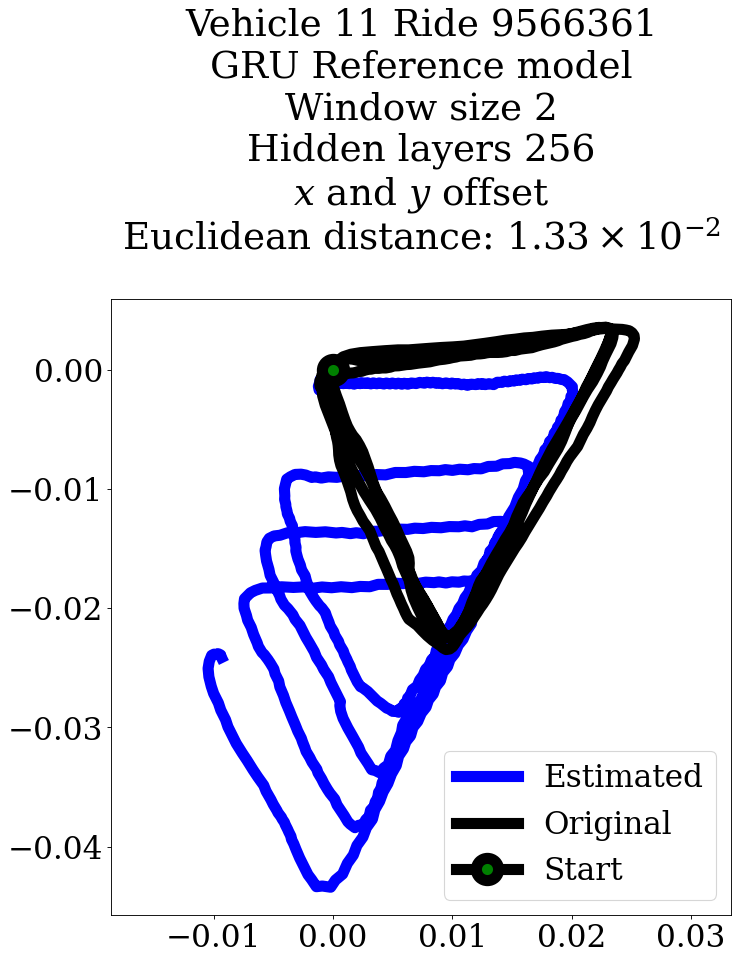 Vehicle 11 Ride 9566361
GRU Reference model
Window size 2
Hidden layers 256
x and y offset
Euclidean distance: 1.33 × 10⁻²
0.00
−0.01
−0.02
−0.03
−0.04
Estimated
Original
Start
−0.01 0.00 0.01 0.02 0.03